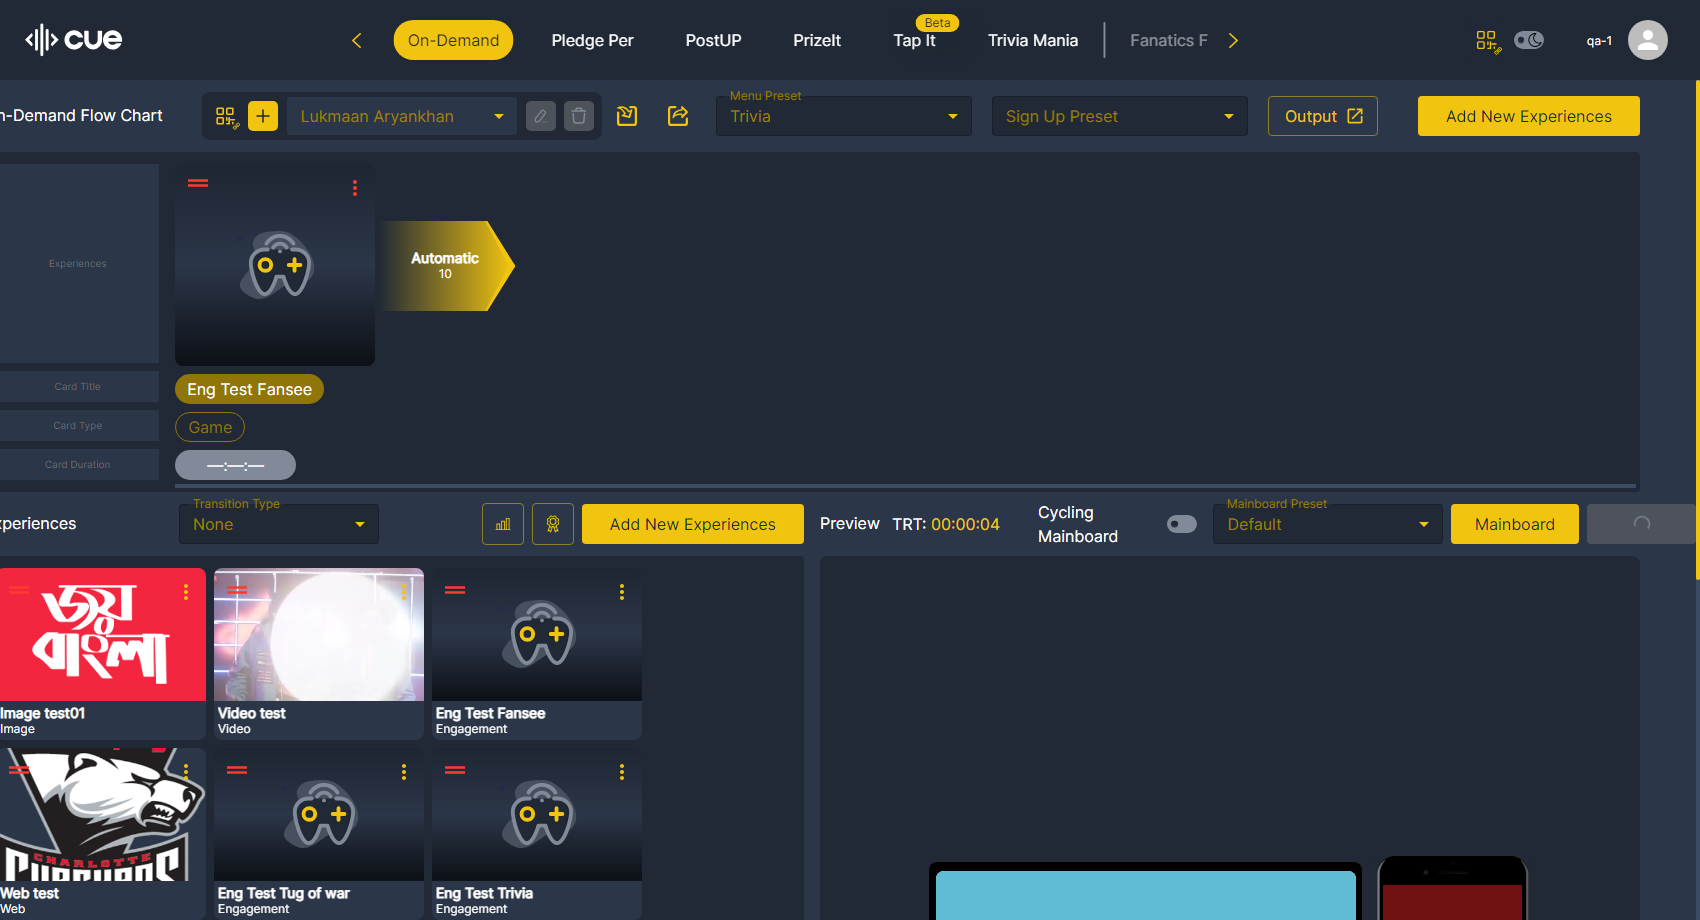 cue
On-Demand
Pledge Per
PostUP
PrizeIt
Beta
Tap It
Trivia Mania
Fanatics F
qa-1
n-Demand Flow Chart
Lukmaan Aryankhan
Menu Preset
Trivia
Sign Up Preset
Output
Add New Experiences
Experiences
Automatic
10
Card Title
Eng Test Fansee
Card Type
Game
Card Duration
—:—:—
xperiences
Transition Type
None
Add New Experiences
Preview
TRT: 00:00:04
Cycling
Mainboard
Mainboard Preset
Default
Mainboard
জয়
বাংলা
Image test01
Image
Video test
Video
Eng Test Fansee
Engagement
CHARLOTTE
Web test
Web
Eng Test Tug of war
Engagement
Eng Test Trivia
Engagement